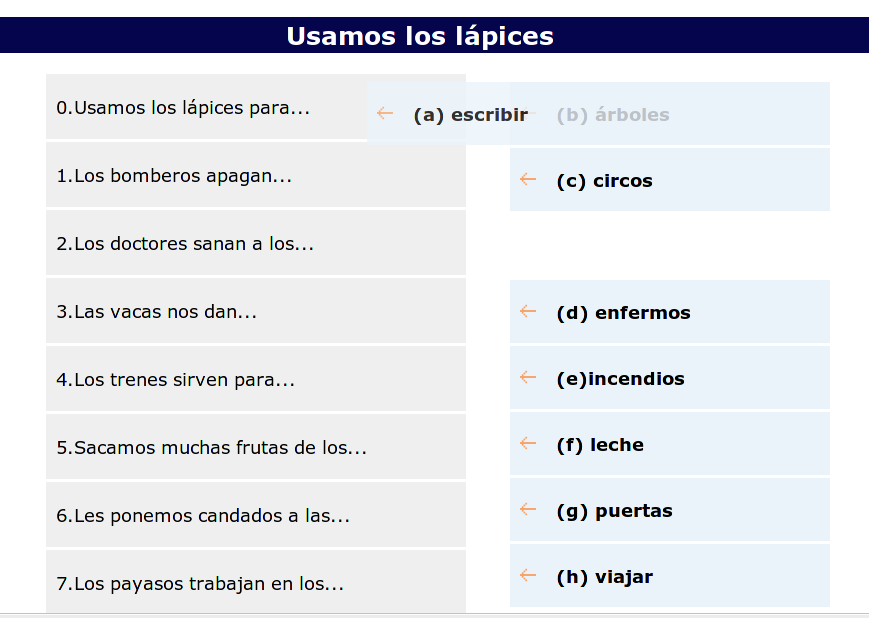 Usamos los lápices
0.Usamos los lápices para...
(a) escribir
(b) árboles
1.Los bomberos apagan...
(c) circos
2.Los doctores sanan a los...
3.Las vacas nos dan...
(d) enfermos
4.Los trenes sirven para...
(e)incendios
5.Sacamos muchas frutas de los...
(f) leche
6.Les ponemos candados a las...
(g) puertas
7.Los payasos trabajan en los...
(h) viajar